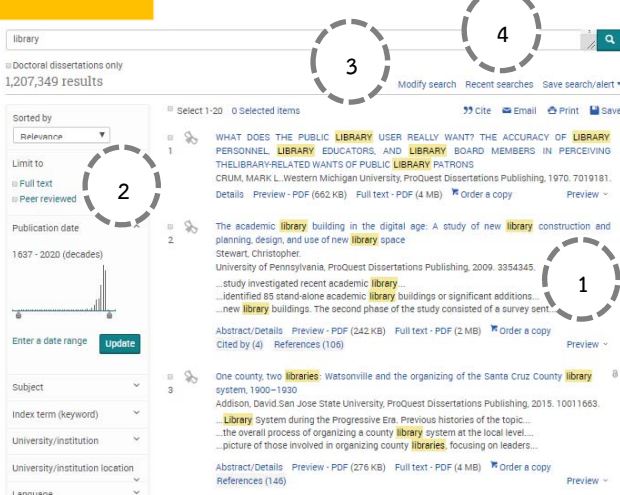 library
Doctoral dissertations only
1,207,349 results
Modify search Recent searches Save search/alert
Sorted by
Relevance
Limit to
Full text
Peer reviewed
Publication date
1637 - 2020 (decades)
Enter a date range Update
Subject
Index term (keyword)
University/institution
University/institution location
Language
3
4
2
1
Select 1-20 0 Selected items Cite Email Print Save
1
WHAT DOES THE PUBLIC LIBRARY USER REALLY WANT? THE ACCURACY OF LIBRARY
PERSONNEL, LIBRARY EDUCATORS, AND LIBRARY BOARD MEMBERS IN PERCEIVING
THELIBRARY-RELATED WANTS OF PUBLIC LIBRARY PATRONS
CRUM, MARK L..Western Michigan University, ProQuest Dissertations Publishing, 1970. 7019181.
Details Preview - PDF (662 KB) Full text - PDF (4 MB) Order a copy Preview
2
The academic library building in the digital age: A study of new library construction and
planning, design, and use of new library space
Stewart, Christopher.
University of Pennsylvania, ProQuest Dissertations Publishing, 2009. 3354345.
...study investigated recent academic library...
...identified 85 stand-alone academic library buildings or significant additions...
...new library buildings. The second phase of the study consisted of a survey sent...
Abstract/Details Preview - PDF (242 KB) Full text - PDF (2 MB) Order a copy
Cited by (4) References (106) Preview
3
One county, two libraries: Watsonville and the organizing of the Santa Cruz County library
system, 1900–1930
Addison, David.San Jose State University, ProQuest Dissertations Publishing, 2015. 10011663.
...Library System during the Progressive Era. Previous histories of the topic...
...the overall process of organizing a county library system at the local level....
...picture of those involved in organizing county libraries, focusing on leaders...
Abstract/Details Preview - PDF (276 KB) Full text - PDF (4 MB) Order a copy
References (146) Preview